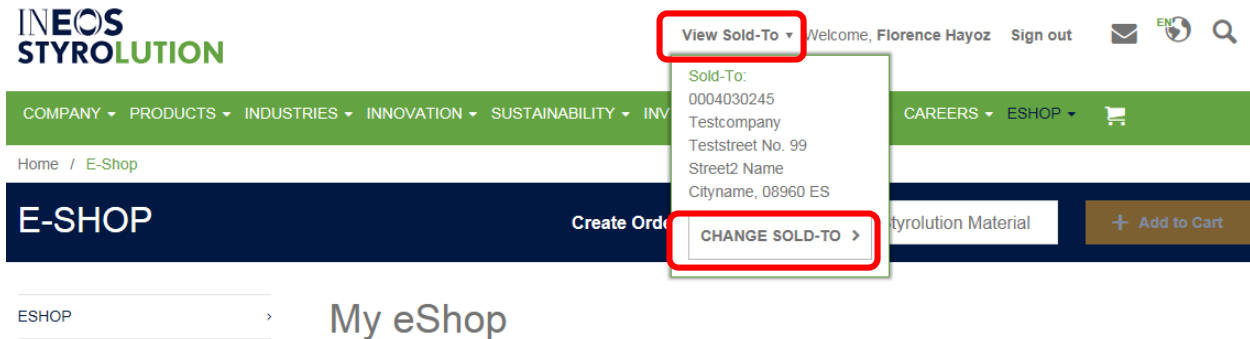 INEOS
STYROLUTION
View Sold-To Welcome, Florence Hayoz Sign out EN
Sold-To:
0004030245
Testcompany
Teststreet No. 99
Street2 Name
Cityname, 08960 ES
CHANGE SOLD-TO
COMPANY PRODUCTS INDUSTRIES INNOVATION SUSTAINABILITY INV CAREERS ESHOP
Home / E-Shop
E-SHOP Create Orde tyrolution Material + Add to Cart
ESHOP
My eShop